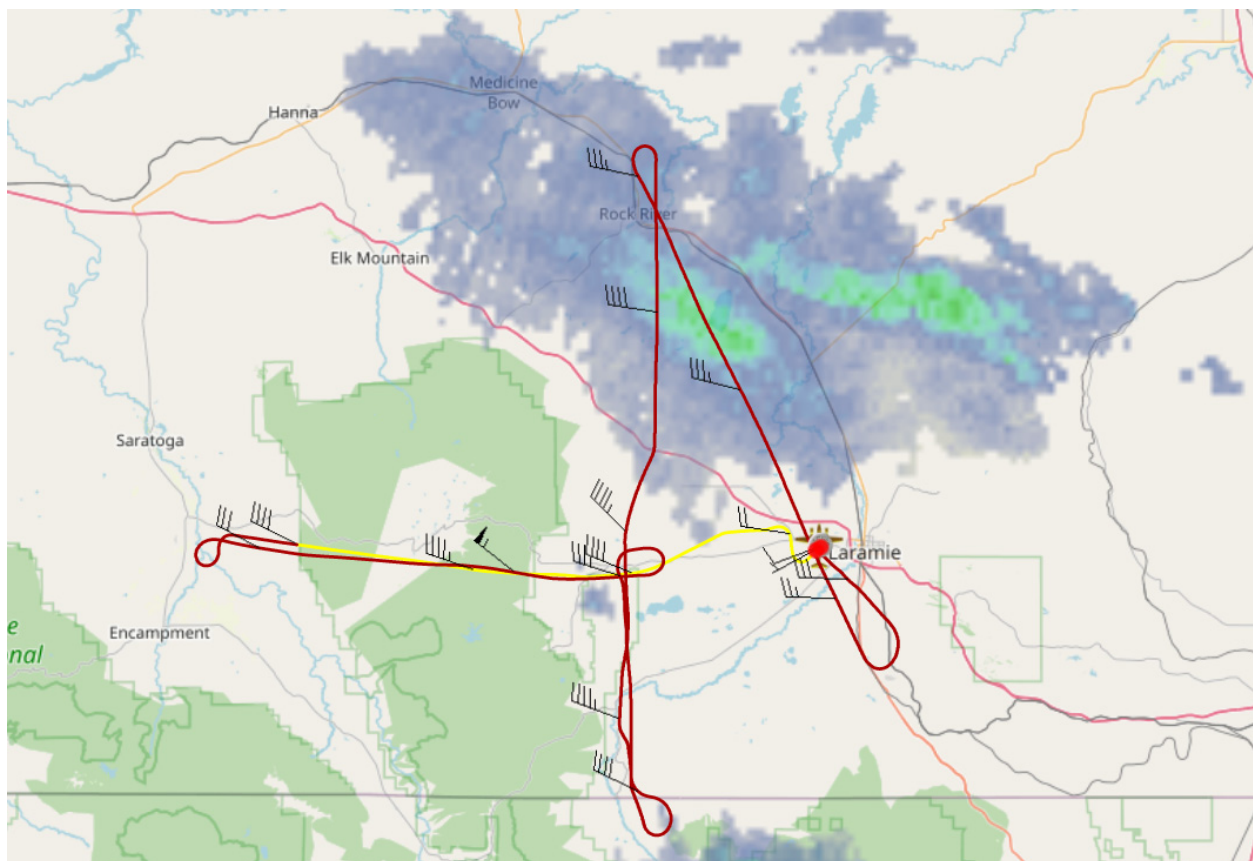 Medicine
Bow
Hanna
Rock River
Elk Mountain
Saratoga
Laramie
Encampment
e
nal